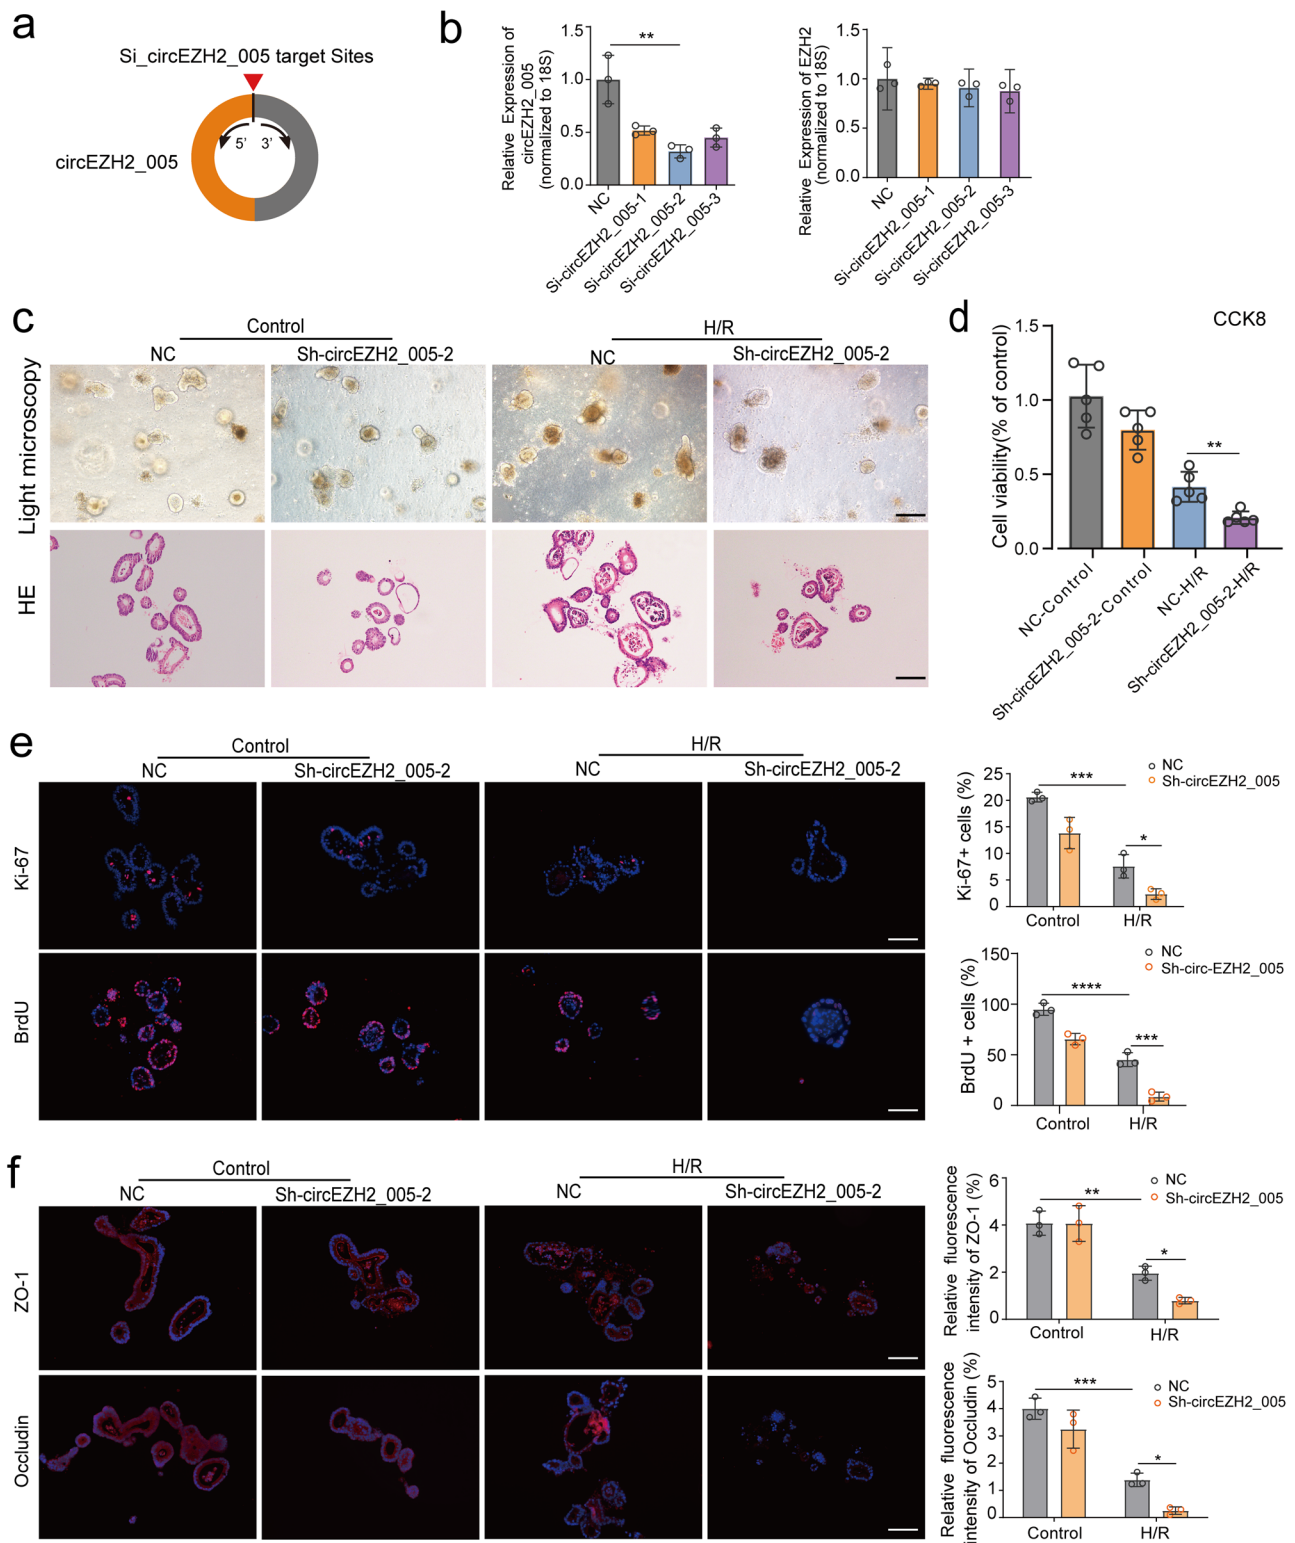 a
Si_circEZH2_005 target Sites
5’ 3’
circEZH2_005
b
Relative Expression of
circEZH2_005
(normalized to 18S)
1.5
1.0
0.5
0.0
**
NC
Si-circEZH2_005-1
Si-circEZH2_005-2
Si-circEZH2_005-3
Relative Expression of EZH2
(normalized to 18S)
1.5
1.0
0.5
0.0
NC
Si-circEZH2_005-1
Si-circEZH2_005-2
Si-circEZH2_005-3
c
Control
H/R
NC
Sh-circEZH2_005-2
NC
Sh-circEZH2_005-2
Light microscopy
HE
d
CCK8
Cell viability(% of control)
1.5
1.0
0.5
0.0
**
NC-Control
Sh-circEZH2_005-2-Control
NC-H/R
Sh-circEZH2_005-2-H/R
e
Control
H/R
NC
Sh-circEZH2_005-2
NC
Sh-circEZH2_005-2
Ki-67
BrdU
Ki-67+ cells (%)
25
20
15
10
5
0
***
*
NC
Sh-circEZH2_005
Control
H/R
BrdU + cells (%)
150
100
50
0
****
***
NC
Sh-circ-EZH2_005
Control
H/R
f
Control
H/R
NC
Sh-circEZH2_005-2
NC
Sh-circEZH2_005-2
ZO-1
Occludin
Relative fluorescence
intensity of ZO-1 (%)
6
4
2
0
**
*
NC
Sh-circEZH2_005
Control
H/R
Relative fluorescence
intensity of Occludin (%)
5
4
3
2
1
0
***
*
NC
Sh-circEZH2_005
Control
H/R